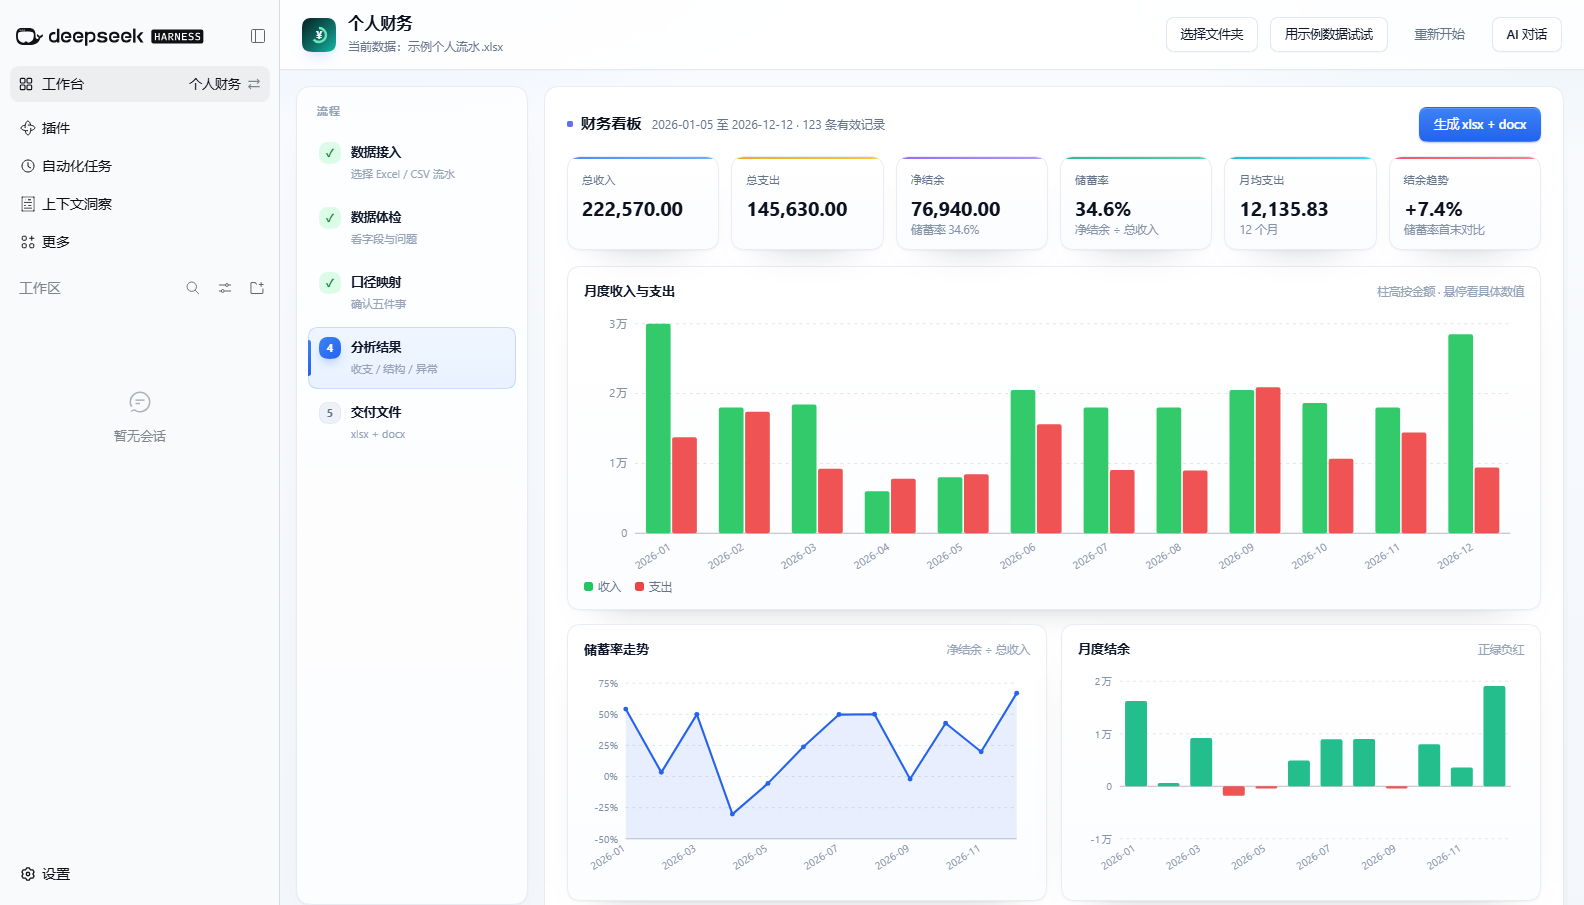 deepseek HARNESS
工作台 个人财务
插件
自动化任务
上下文洞察
更多
工作区
暂无会话
设置
个人财务
当前数据：示例个人流水.xlsx
选择文件夹
用示例数据试试
重新开始
AI 对话
流程
✓ 数据接入
选择 Excel / CSV 流水
✓ 数据体检
看字段与问题
✓ 口径映射
确认五件事
4 分析结果
收支 / 结构 / 异常
5 交付文件
xlsx + docx
财务看板 2026-01-05 至 2026-12-12 · 123 条有效记录
生成 xlsx + docx
总收入
222,570.00
总支出
145,630.00
净结余
76,940.00
储蓄率 34.6%
储蓄率
34.6%
净结余 ÷ 总收入
月均支出
12,135.83
12 个月
结余趋势
+7.4%
储蓄率首末对比
月度收入与支出
柱高按金额 · 悬停看具体数值
3万
2万
1万
0
2026-01 2026-02 2026-03 2026-04 2026-05 2026-06 2026-07 2026-08 2026-09 2026-10 2026-11 2026-12
收入 支出
储蓄率走势
净结余 ÷ 总收入
75%
50%
25%
0%
-25%
-50%
2026-01 2026-03 2026-05 2026-07 2026-09 2026-11
月度结余
正绿负红
2万
1万
0
-1万
2026-01 2026-03 2026-05 2026-07 2026-09 2026-11